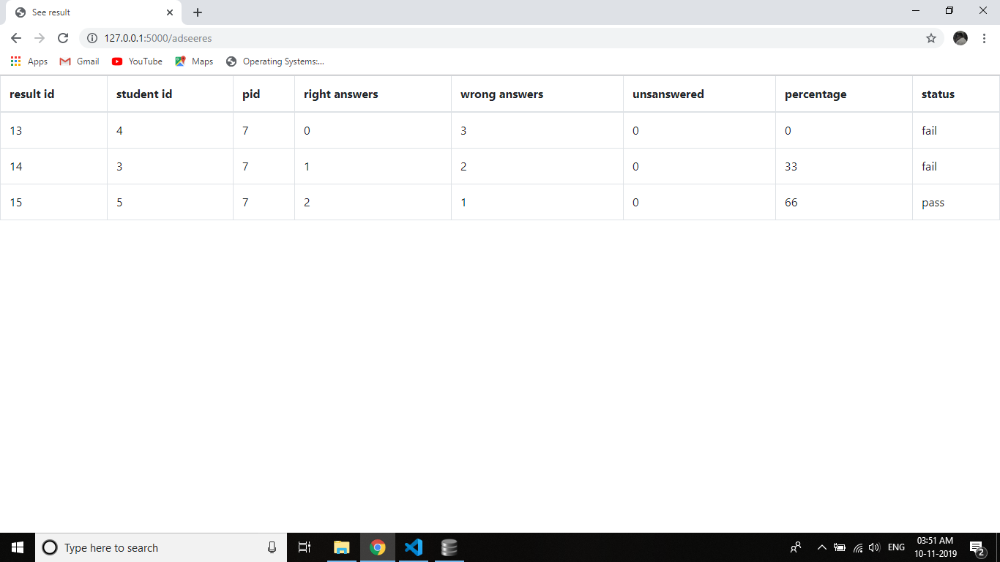 See result
127.0.0.1:5000/adseeres
Apps Gmail YouTube Maps Operating Systems:...
result id student id pid right answers wrong answers unsanswered percentage status
13 4 7 0 3 0 0 fail
14 3 7 1 2 0 33 fail
15 5 7 2 1 0 66 pass
Type here to search ENG 03:51 AM
10-11-2019 2